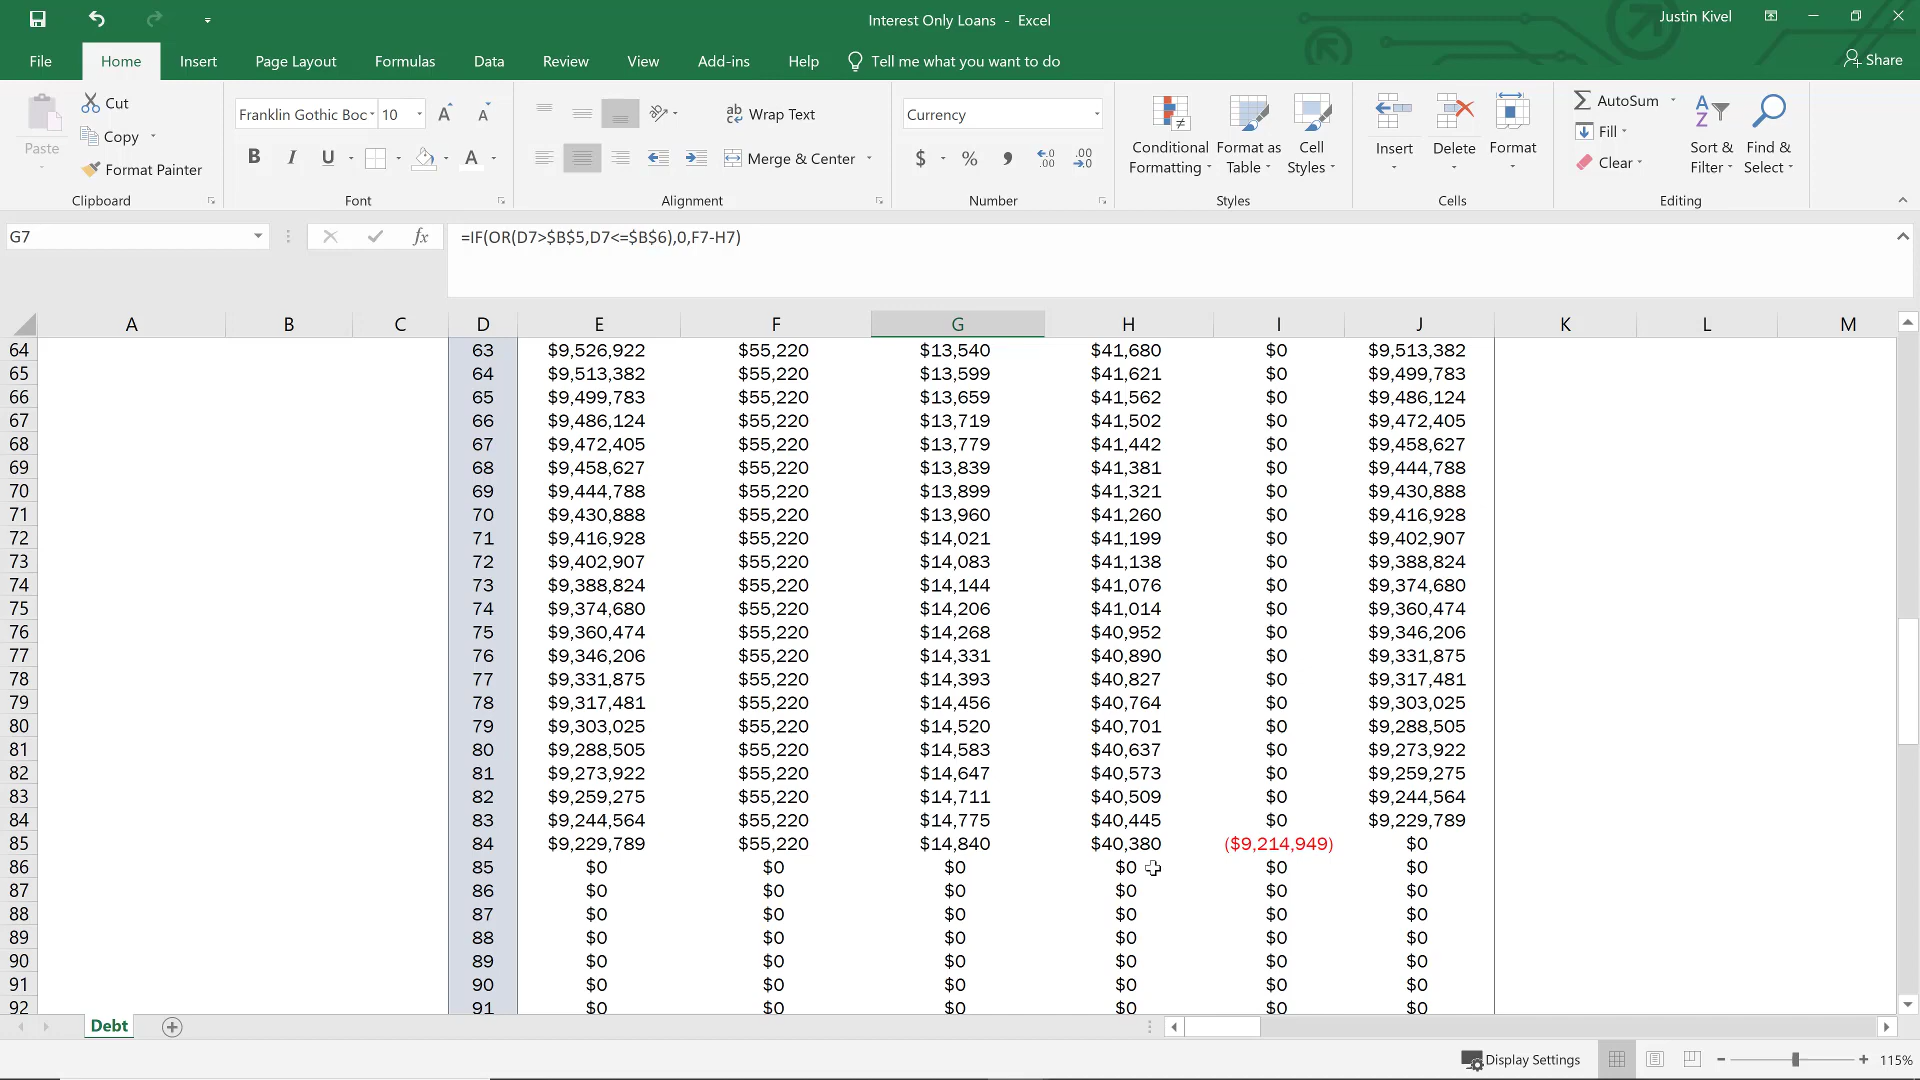 Interest Only Loans - Excel
Justin Kivel
File Home Insert Page Layout Formulas Data Review View Add-ins Help Tell me what you want to do Share
Paste
Cut
Copy
Format Painter
Clipboard
Franklin Gothic Boc 10
B I U
Font
Wrap Text
Merge & Center
Alignment
Currency
$ % 
Number
Conditional Formatting
Format as Table
Cell Styles
Styles
Insert Delete Format
Cells
AutoSum
Fill
Clear
Sort & Filter
Find & Select
Editing
G7 fx =IF(OR(D7>$B$5,D7<=$B$6),0,F7-H7)
A B C D E F G H I J K L M
64 63 $9,526,922 $55,220 $13,540 $41,680 $0 $9,513,382
65 64 $9,513,382 $55,220 $13,599 $41,621 $0 $9,499,783
66 65 $9,499,783 $55,220 $13,659 $41,562 $0 $9,486,124
67 66 $9,486,124 $55,220 $13,719 $41,502 $0 $9,472,405
68 67 $9,472,405 $55,220 $13,779 $41,442 $0 $9,458,627
69 68 $9,458,627 $55,220 $13,839 $41,381 $0 $9,444,788
70 69 $9,444,788 $55,220 $13,899 $41,321 $0 $9,430,888
71 70 $9,430,888 $55,220 $13,960 $41,260 $0 $9,416,928
72 71 $9,416,928 $55,220 $14,021 $41,199 $0 $9,402,907
73 72 $9,402,907 $55,220 $14,083 $41,138 $0 $9,388,824
74 73 $9,388,824 $55,220 $14,144 $41,076 $0 $9,374,680
75 74 $9,374,680 $55,220 $14,206 $41,014 $0 $9,360,474
76 75 $9,360,474 $55,220 $14,268 $40,952 $0 $9,346,206
77 76 $9,346,206 $55,220 $14,331 $40,890 $0 $9,331,875
78 77 $9,331,875 $55,220 $14,393 $40,827 $0 $9,317,481
79 78 $9,317,481 $55,220 $14,456 $40,764 $0 $9,303,025
80 79 $9,303,025 $55,220 $14,520 $40,701 $0 $9,288,505
81 80 $9,288,505 $55,220 $14,583 $40,637 $0 $9,273,922
82 81 $9,273,922 $55,220 $14,647 $40,573 $0 $9,259,275
83 82 $9,259,275 $55,220 $14,711 $40,509 $0 $9,244,564
84 83 $9,244,564 $55,220 $14,775 $40,445 $0 $9,229,789
85 84 $9,229,789 $55,220 $14,840 $40,380 ($9,214,949) $0
86 85 $0 $0 $0 $0 $0 $0
87 86 $0 $0 $0 $0 $0 $0
88 87 $0 $0 $0 $0 $0 $0
89 88 $0 $0 $0 $0 $0 $0
90 89 $0 $0 $0 $0 $0 $0
91 90 $0 $0 $0 $0 $0 $0
92 91 $0 $0 $0 $0 $0 $0
Debt
Display Settings 115%